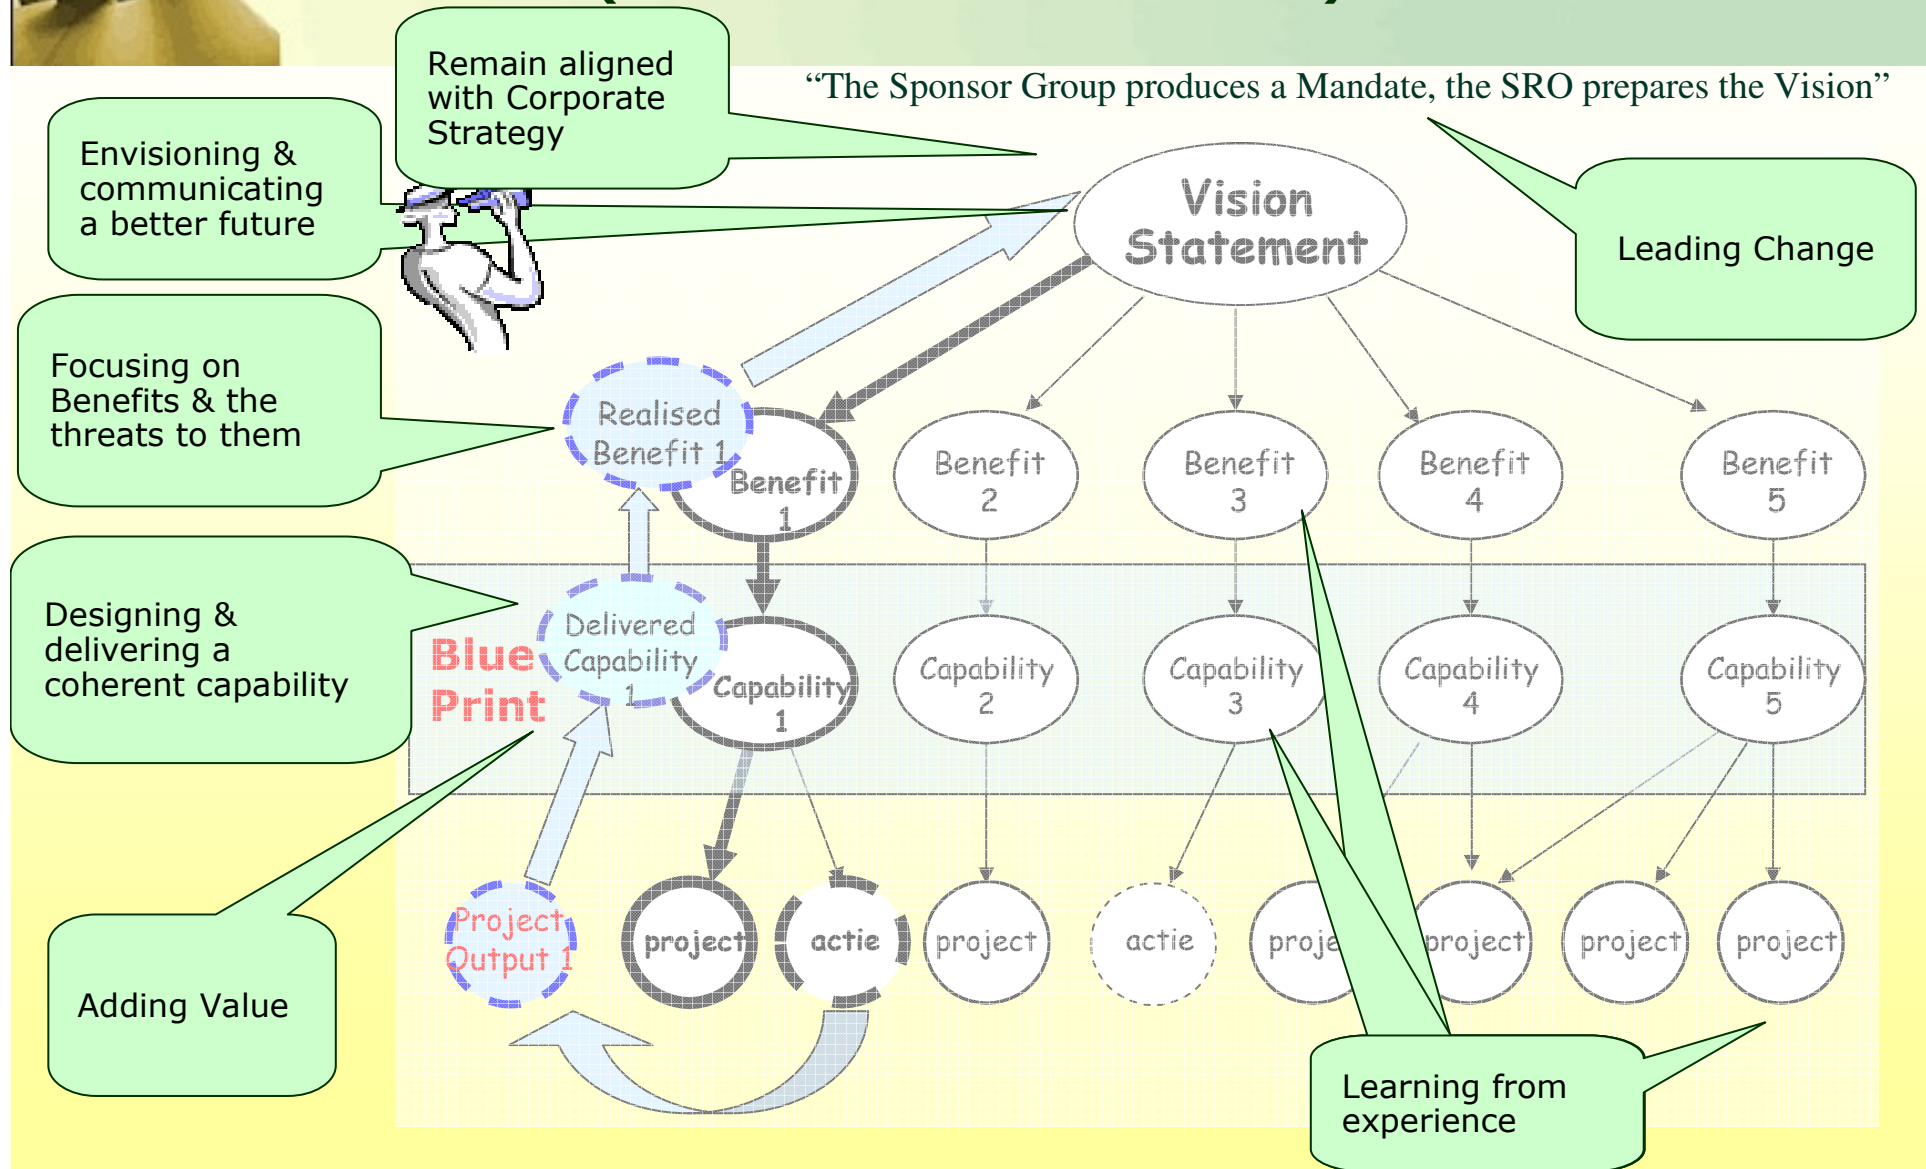 “The Sponsor Group produces a Mandate, the SRO prepares the Vision”
Remain aligned
with Corporate
Strategy
Envisioning &
communicating
a better future
Leading Change
Vision
Statement
Focusing on
Benefits & the
threats to them
Realised
Benefit 1
Benefit
1
Benefit
2
Benefit
3
Benefit
4
Benefit
5
Designing &
delivering a
coherent capability
Blue
Print
Delivered
Capability
1
Capability
1
Capability
2
Capability
3
Capability
4
Capability
5
Adding Value
Project
Output 1
project
actie
project
actie
proje
project
project
project
Learning from
experience